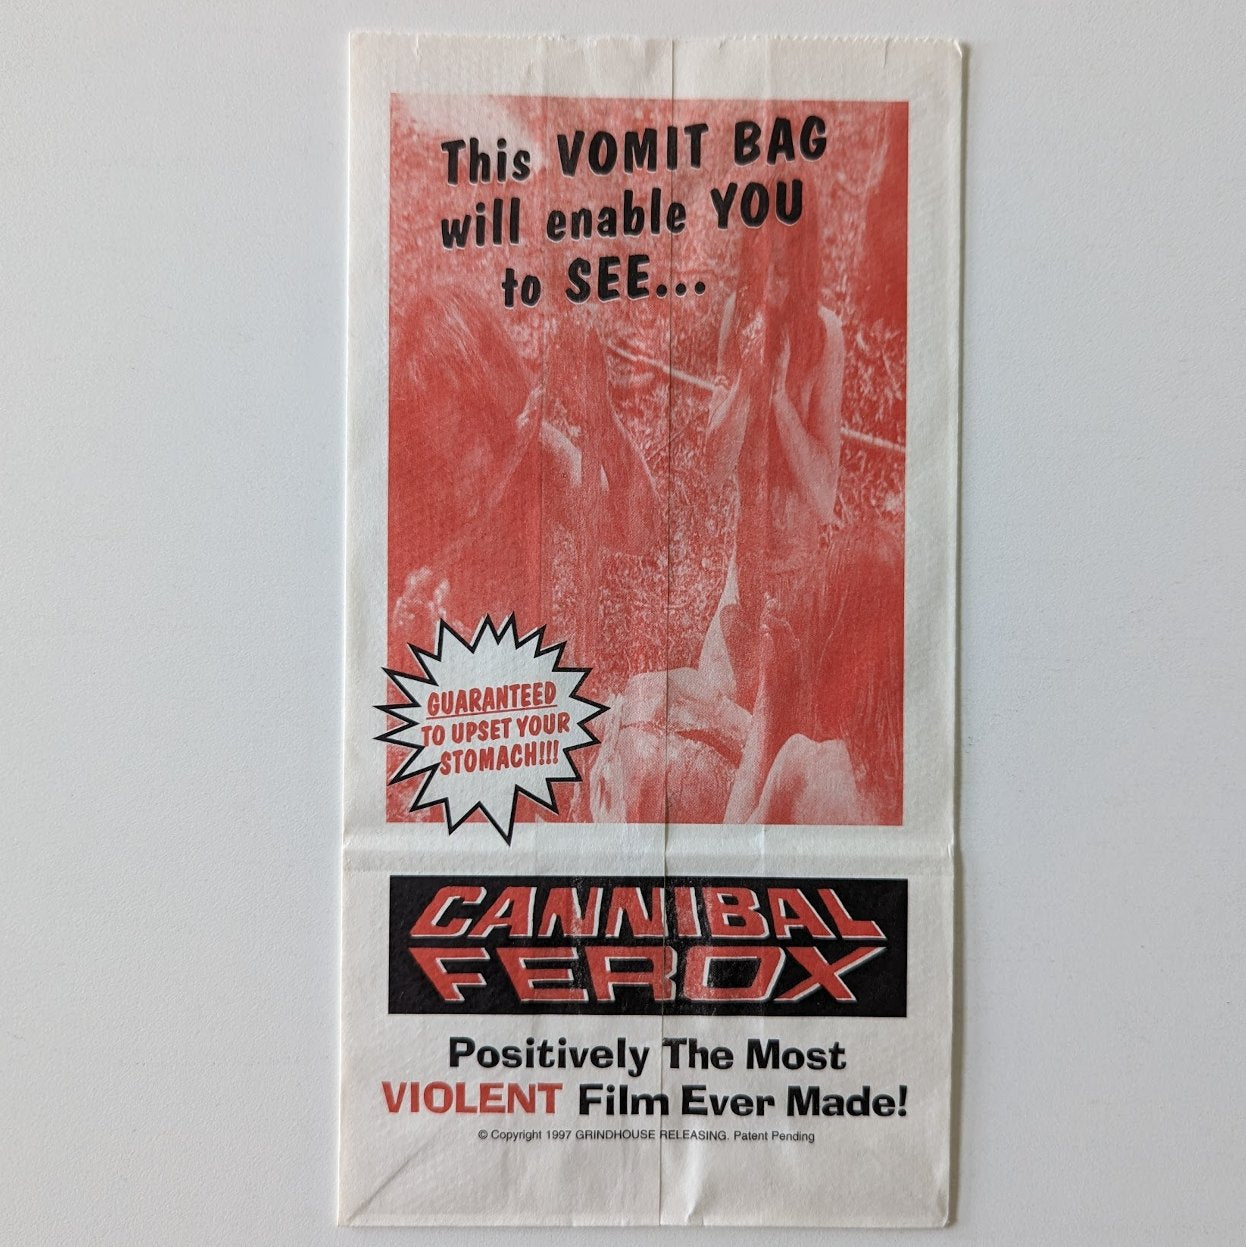 This VOMIT BAG
will enable YOU
to SEE...
GUARANTEED
TO UPSET YOUR
STOMACH!!!
CANNIBAL
FEROX
Positively The Most
VIOLENT Film Ever Made!
© Copyright 1997 GRINDHOUSE RELEASING. Patent Pending